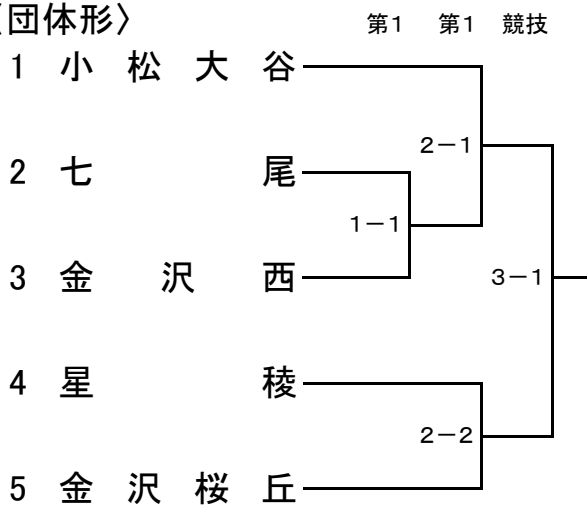 〈団体形〉 第1 第1 競技
1 小松大谷
2－1
2 七尾
1－1
3 金沢西
3－1
4 星稜
2－2
5 金沢桜丘